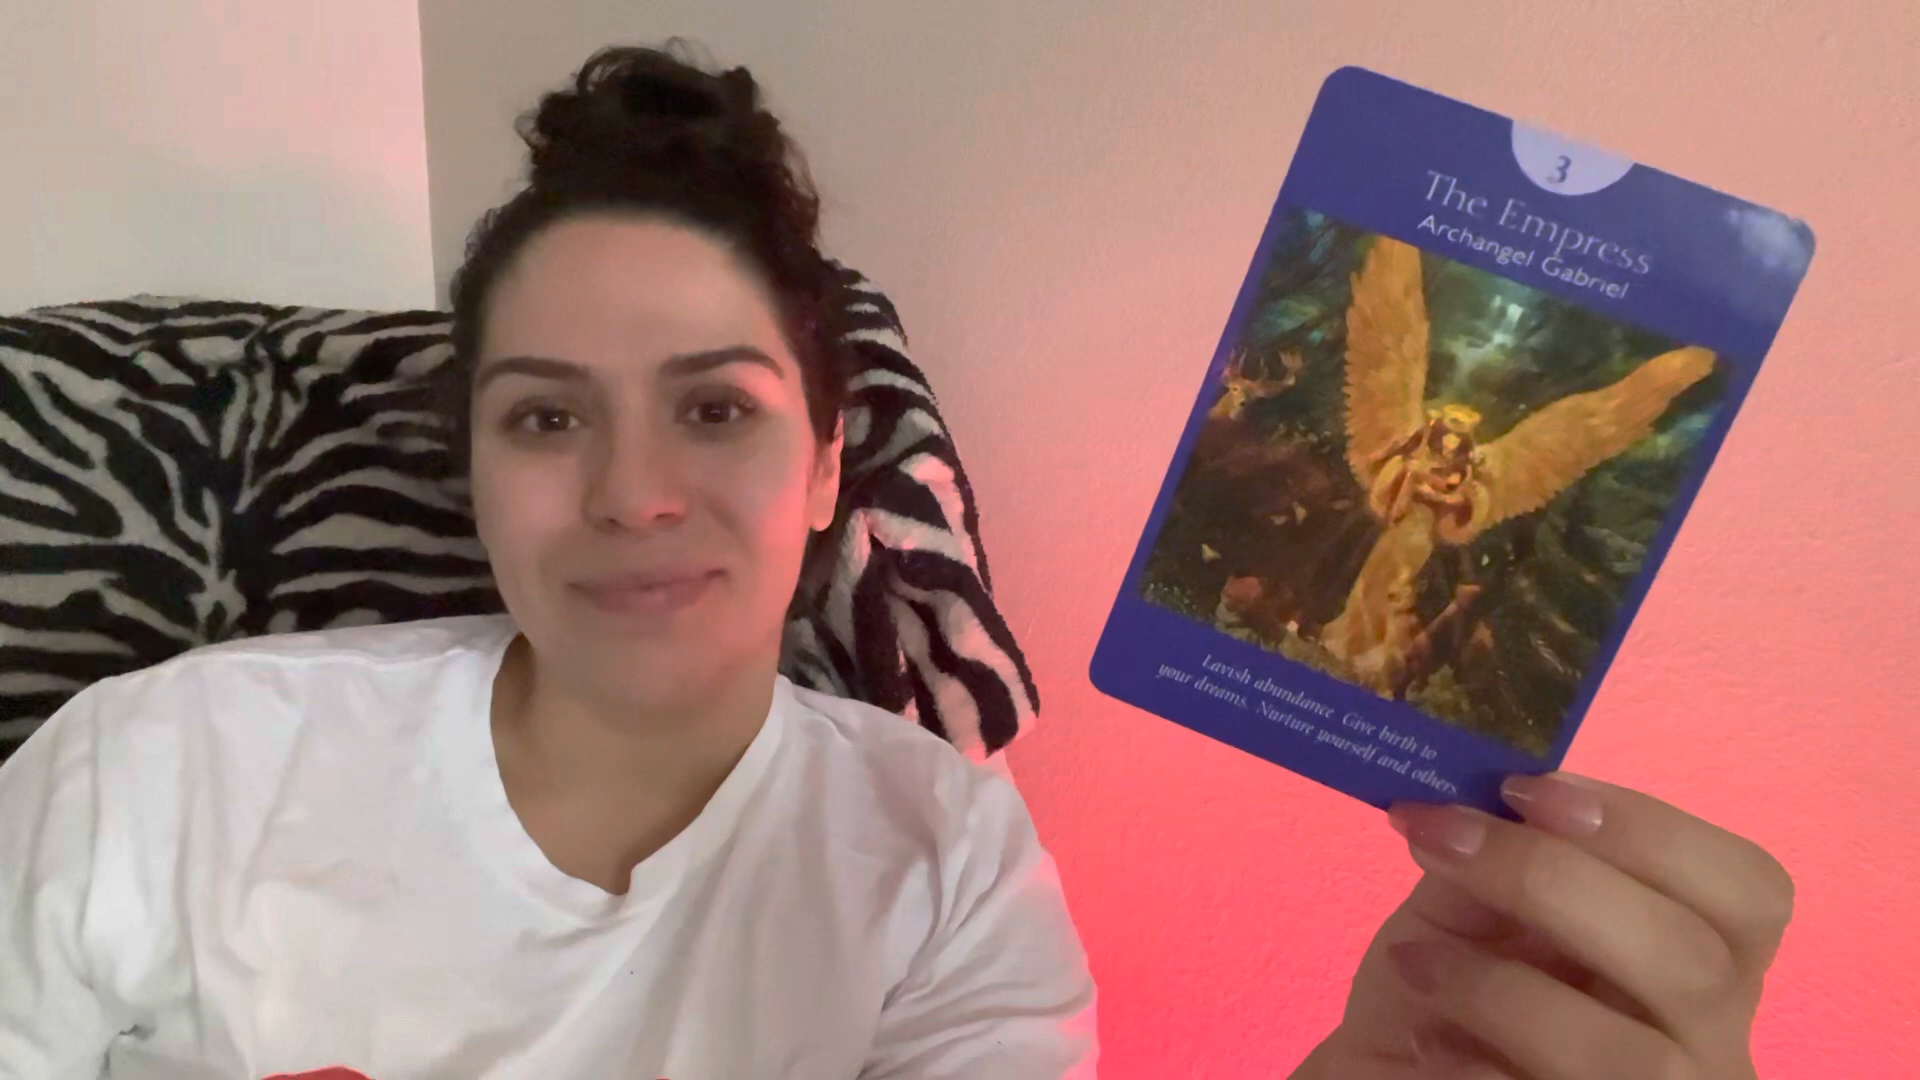 3
The Empress
Archangel Gabriel
Lavish abundance. Give birth to
your dreams. Nurture yourself and others.